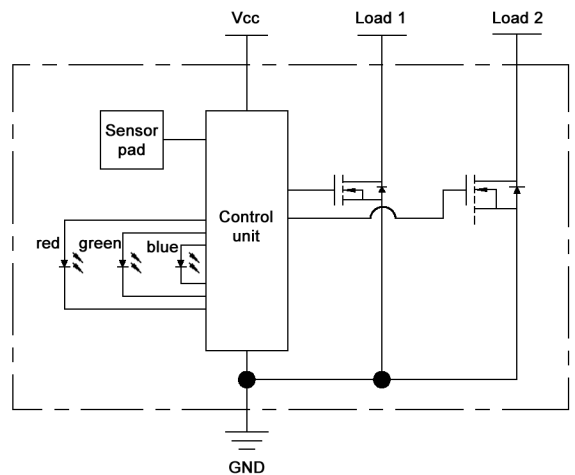 Vcc
Load 1
Load 2
Sensor
pad
Control
unit
red
green
blue
GND